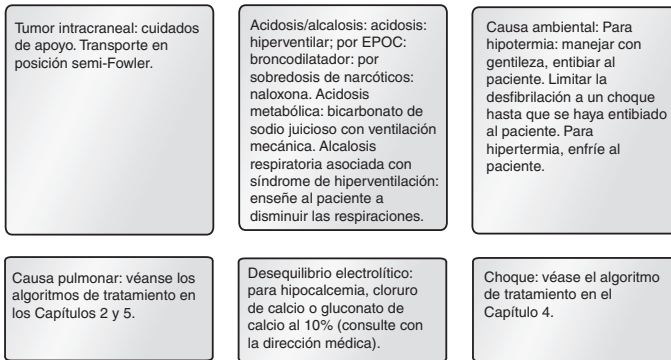 Tumor intracraneal: cuidados
de apoyo. Transporte en
posición semi-Fowler.
Acidosis/alcalosis: acidosis:
hiperventilar; por EPOC:
broncodilatador: por
sobredosis de narcóticos:
naloxona. Acidosis
metabólica: bicarbonato de
sodio juicioso con ventilación
mecánica. Alcalosis
respiratoria asociada con
síndrome de hiperventilación:
enseñe al paciente a
disminuir las respiraciones.
Causa ambiental: Para
hipotermia: manejar con
gentileza, entibiar al
paciente. Limitar la
desfibrilación a un choque
hasta que se haya entibiado
al paciente. Para
hipertermia, enfríe al
paciente.
Causa pulmonar: véanse los
algoritmos de tratamiento en
los Capítulos 2 y 5.
Desequilibrio electrolítico:
para hipocalcemia, cloruro
de calcio o gluconato de
calcio al 10% (consulte con
la dirección médica).
Choque: véase el algoritmo
de tratamiento en el
Capítulo 4.